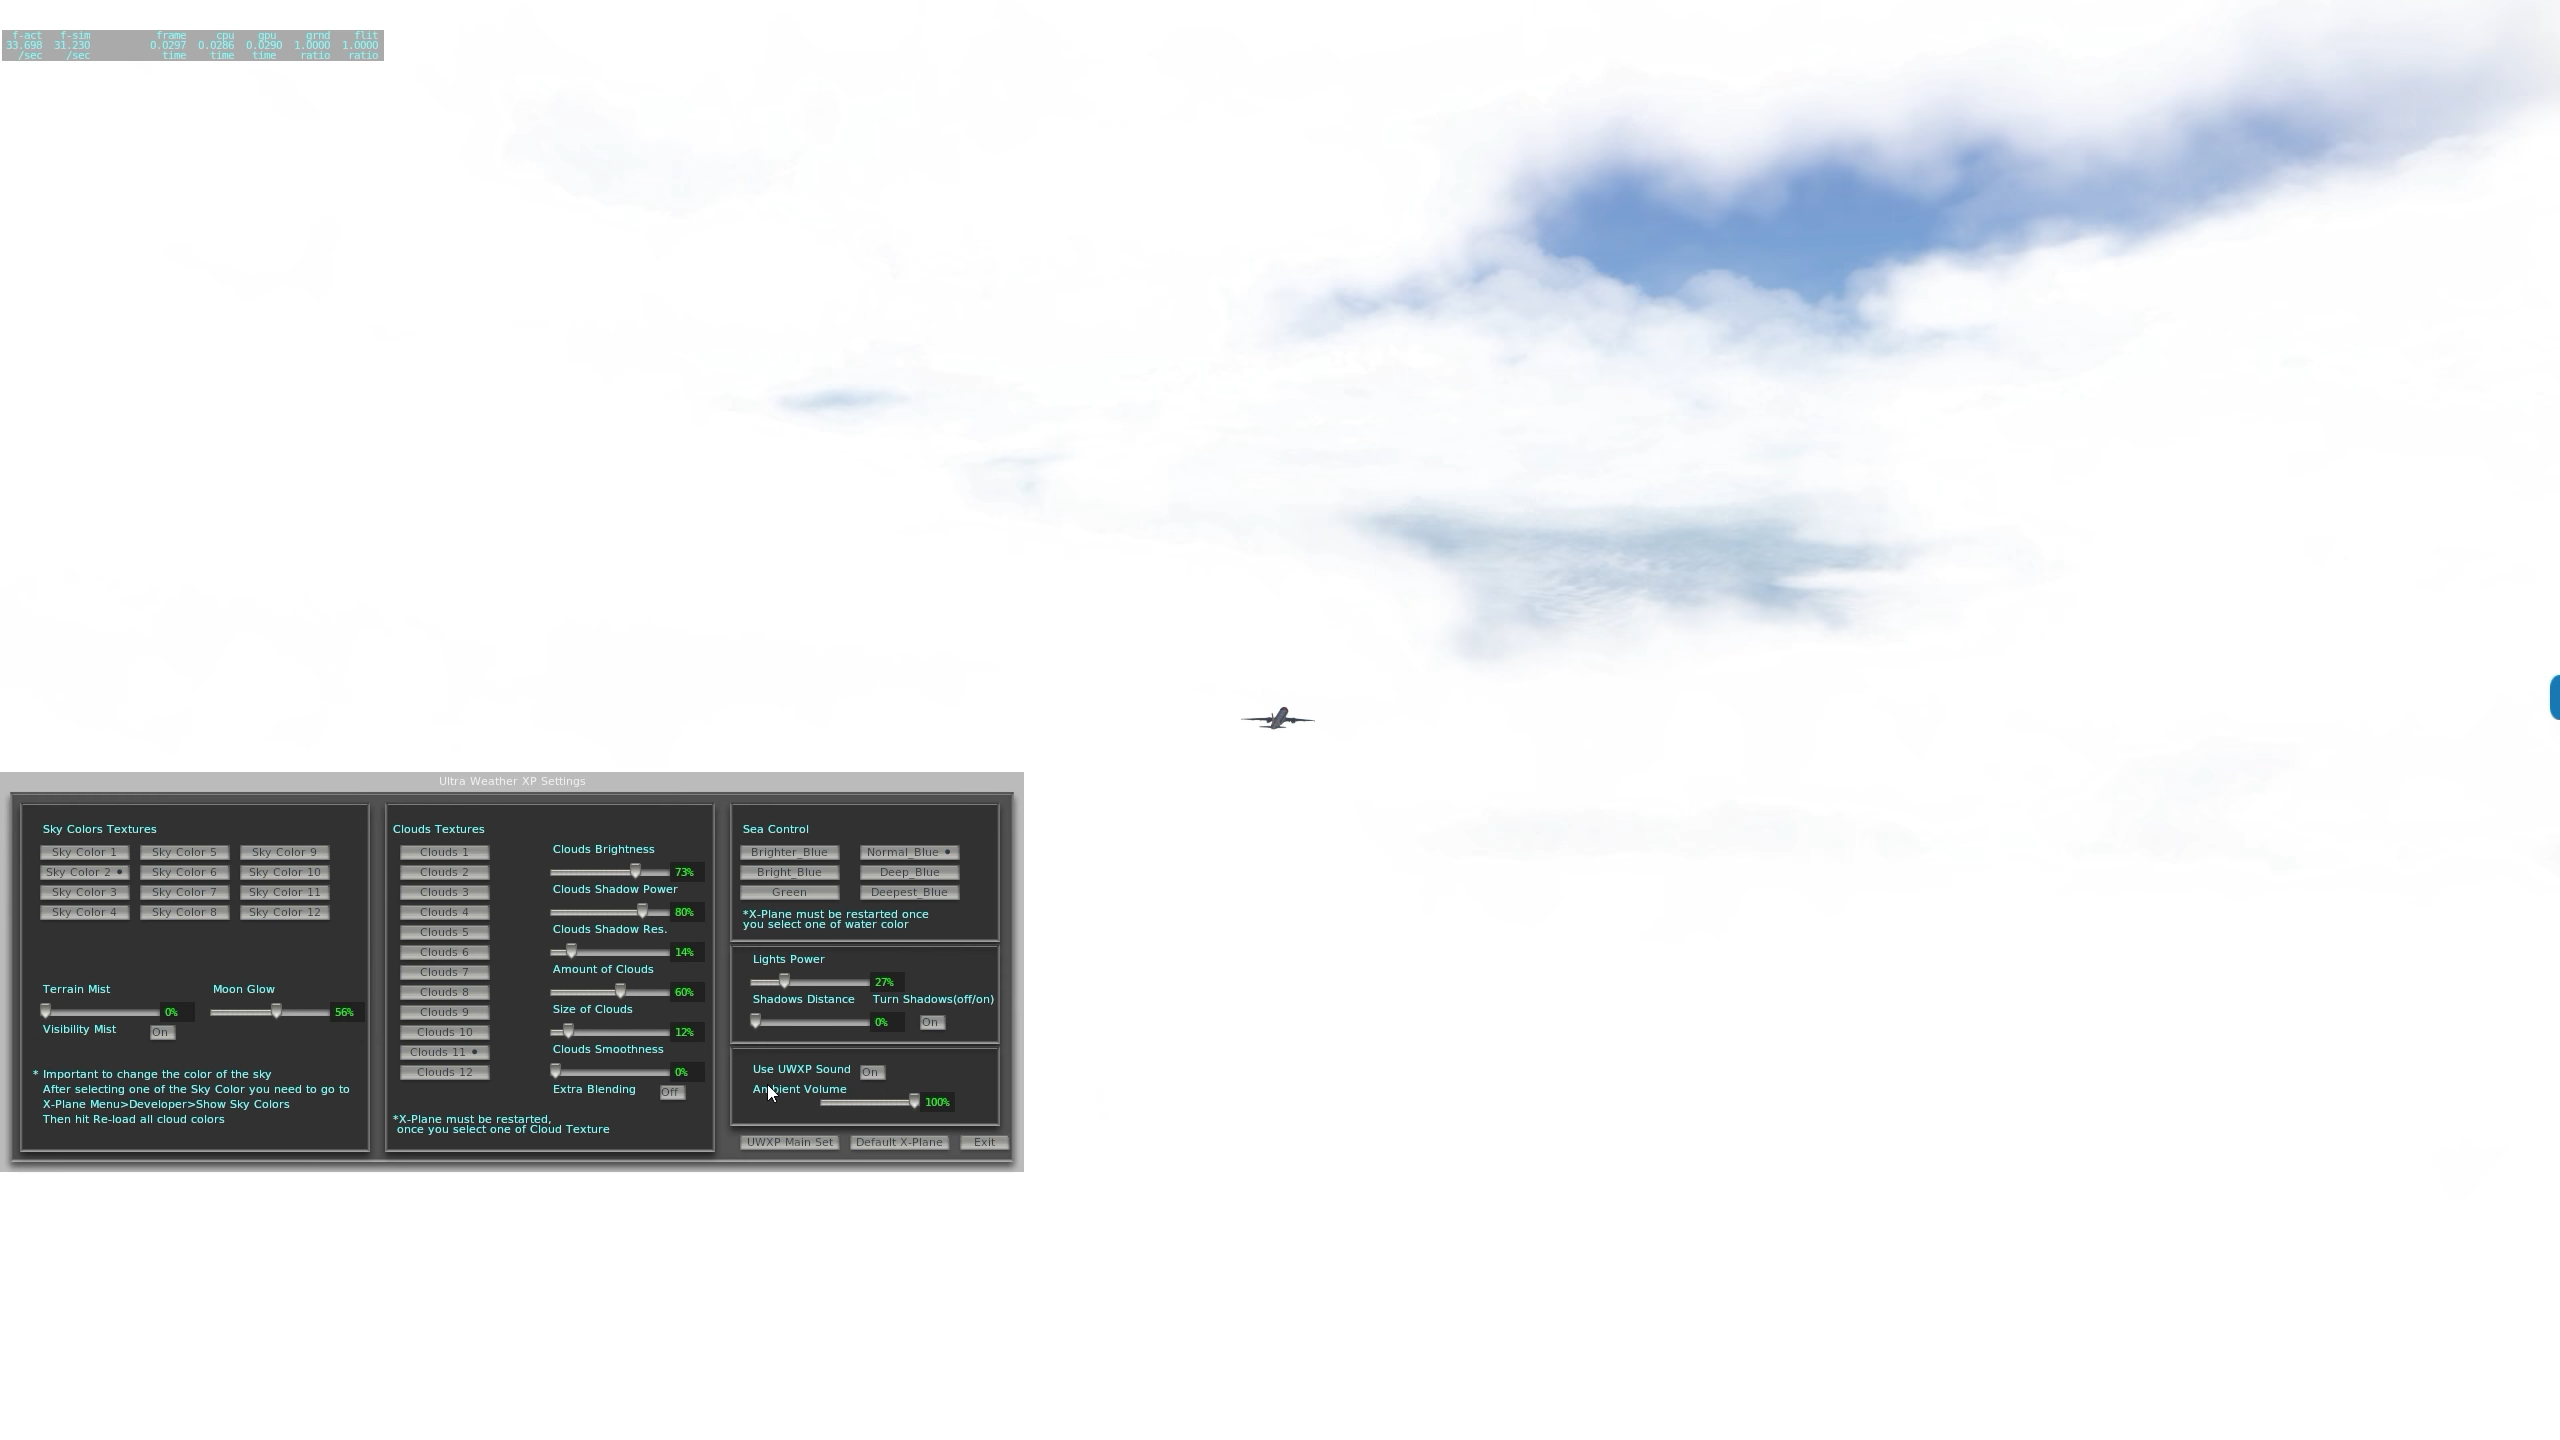 f-act f-sim frame cpu gpu grnd flit
33.698 31.230 0.0297 0.0286 0.0290 1.0000 1.0000
/sec /sec time time time ratio ratio
Ultra Weather XP Settings
Sky Colors Textures
Sky Color 1 Sky Color 5 Sky Color 9
Sky Color 2 Sky Color 6 Sky Color 10
Sky Color 3 Sky Color 7 Sky Color 11
Sky Color 4 Sky Color 8 Sky Color 12
Terrain Mist Moon Glow
0% 56%
Visibility Mist On
* Important to change the color of the sky
After selecting one of the Sky Color you need to go to
X-Plane Menu>Developer>Show Sky Colors
Then hit Re-load all cloud colors
Clouds Textures
Clouds 1
Clouds 2
Clouds 3
Clouds 4
Clouds 5
Clouds 6
Clouds 7
Clouds 8
Clouds 9
Clouds 10
Clouds 11
Clouds 12
Clouds Brightness
73%
Clouds Shadow Power
80%
Clouds Shadow Res.
14%
Amount of Clouds
60%
Size of Clouds
12%
Clouds Smoothness
0%
Extra Blending Off
*X-Plane must be restarted,
once you select one of Cloud Texture
Sea Control
Brighter_Blue Normal_Blue
Bright_Blue Deep_Blue
Green Deepest_Blue
*X-Plane must be restarted once
you select one of water color
Lights Power
27%
Shadows Distance Turn Shadows(off/on)
0% On
Use UWXP Sound On
Ambient Volume
100%
UWXP Main Set Default X-Plane Exit